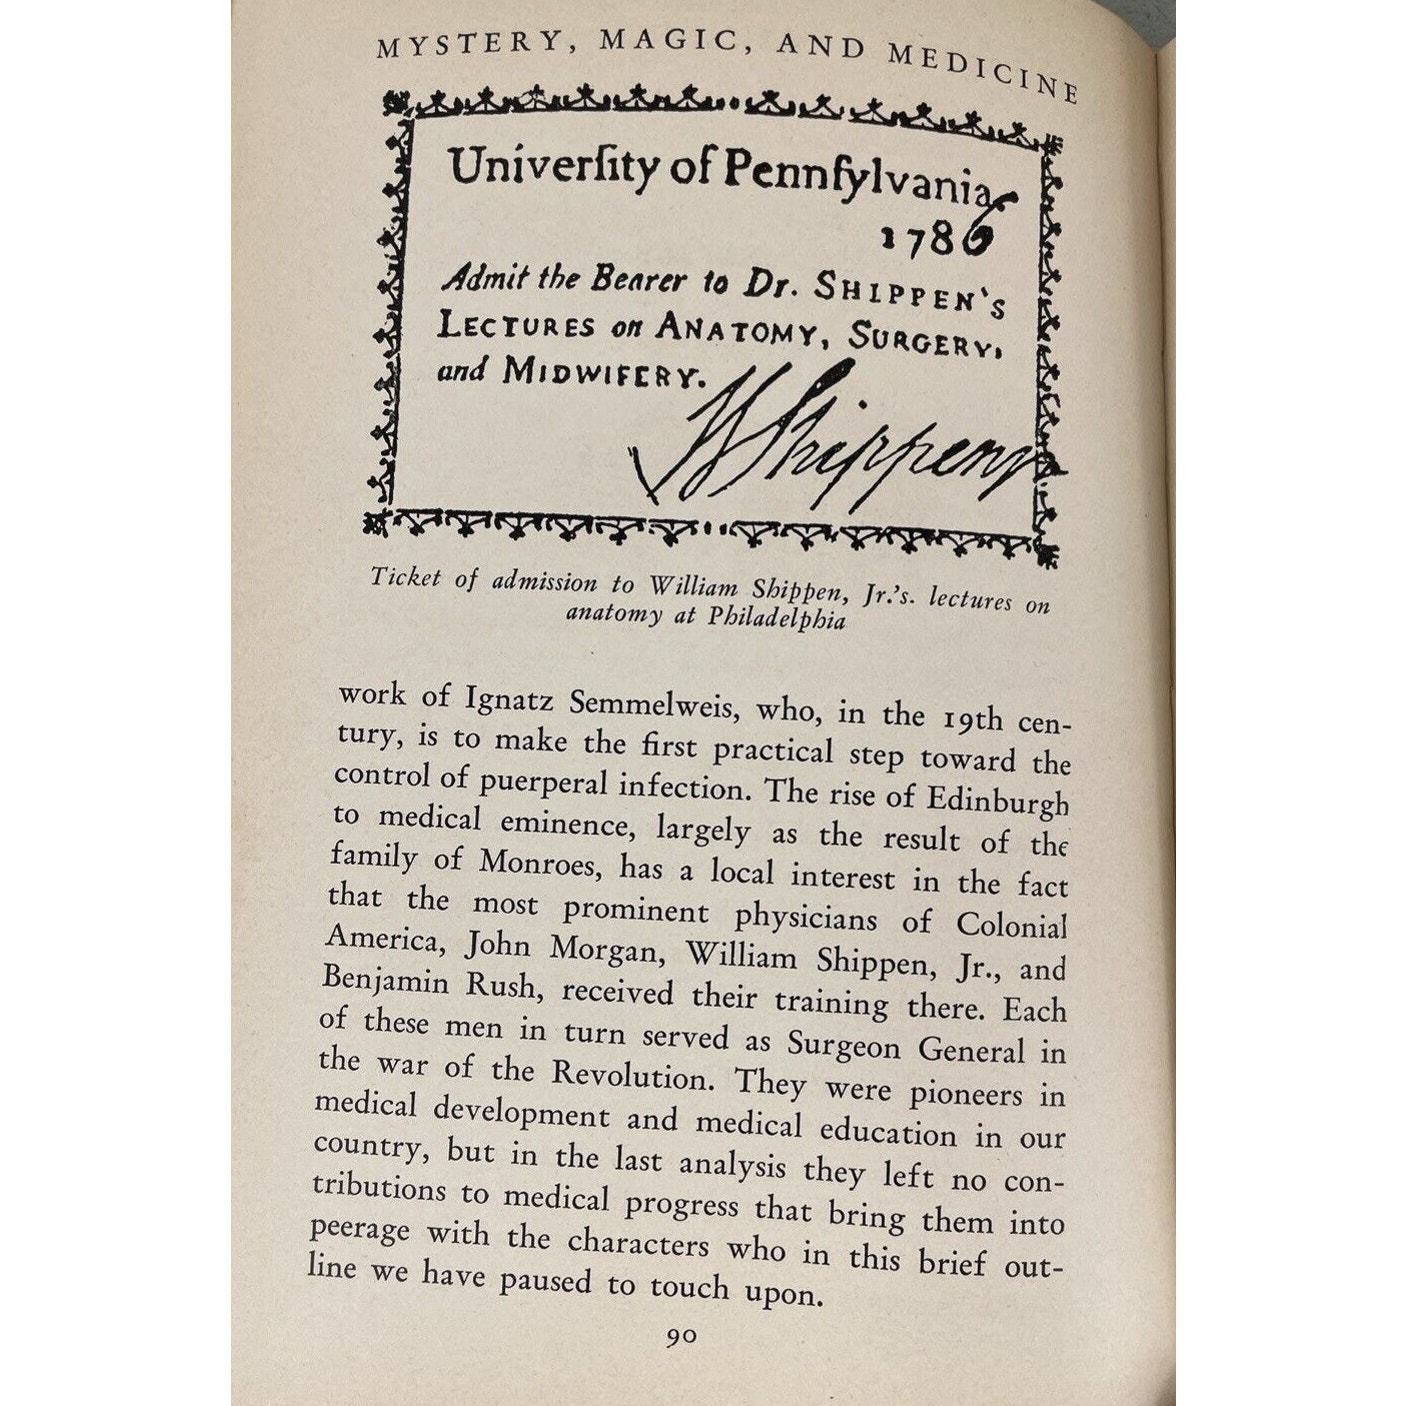 MYSTERY, MAGIC, AND MEDICINE
Univerſity of Pennſylvania
1786
Admit the Bearer to Dr. SHIPPEN'S
LECTURES on ANATOMY, SURGERY,
and MIDWIFERY.
W Shippen
Ticket of admission to William Shippen, Jr.'s. lectures on
anatomy at Philadelphia
work of Ignatz Semmelweis, who, in the 19th cen-
tury, is to make the first practical step toward the
control of puerperal infection. The rise of Edinburgh
to medical eminence, largely as the result of the
family of Monroes, has a local interest in the fact
that the most prominent physicians of Colonial
America, John Morgan, William Shippen, Jr., and
Benjamin Rush, received their training there. Each
of these men in turn served as Surgeon General in
the war of the Revolution. They were pioneers in
medical development and medical education in our
country, but in the last analysis they left no con-
tributions to medical progress that bring them into
peerage with the characters who in this brief out-
line we have paused to touch upon.
90